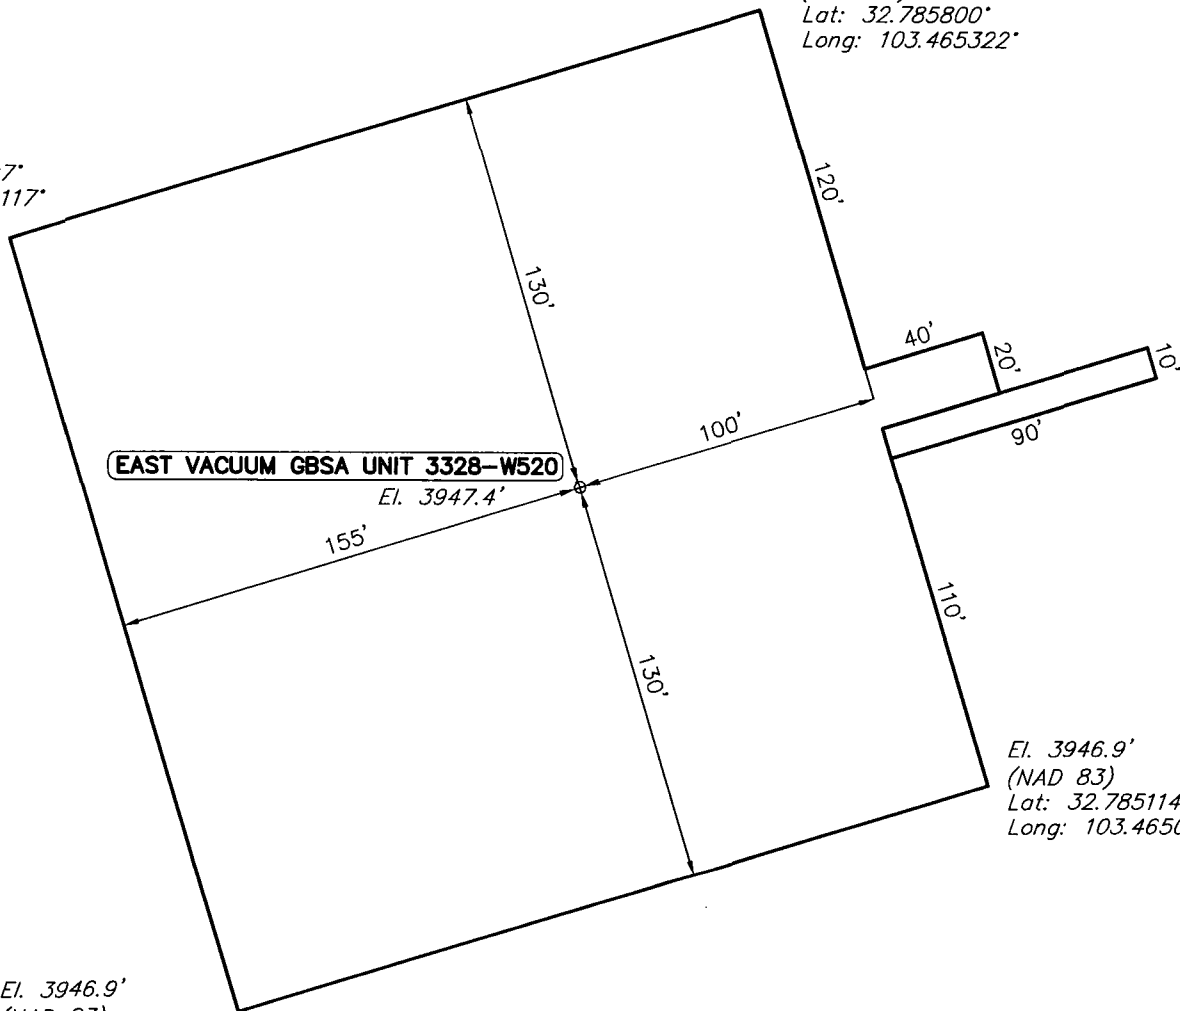 Lat: 32.785800°
Long: 103.465322°
7°
117°
120'
130'
40'
20'
10'
100'
90'
EAST VACUUM GBSA UNIT 3328-W520
El. 3947.4'
155'
110'
130'
El. 3946.9'
(NAD 83)
Lat: 32.785114
Long: 103.465
El. 3946.9'